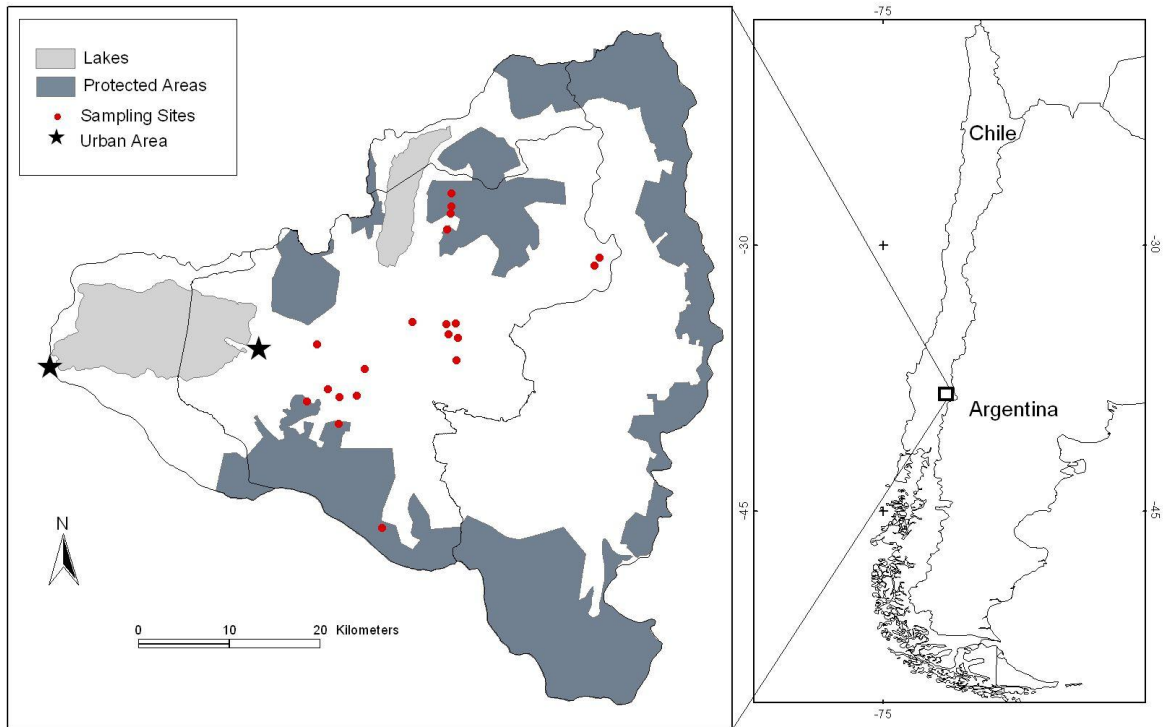 Lakes
Protected Areas
Sampling Sites
Urban Area
N
0 10 20 Kilometers
-75
Chile
-30
-30
Argentina
-45
-45
-75